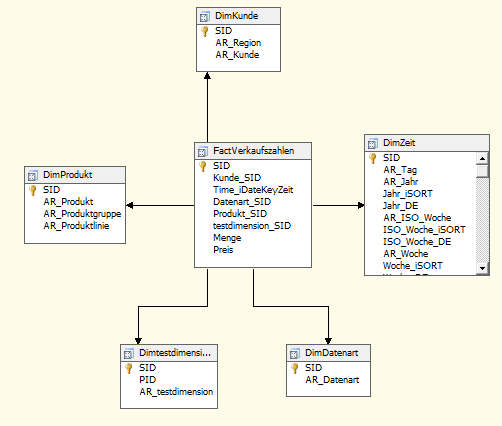 DimKunde
SID
AR_Region
AR_Kunde
FactVerkaufszahlen
SID
Kunde_SID
Time_iDateKeyZeit
Datenart_SID
Produkt_SID
testdimension_SID
Menge
Preis
DimProdukt
SID
AR_Produkt
AR_Produktgruppe
AR_Produktlinie
DimZeit
SID
AR_Tag
AR_Jahr
Jahr_iSORT
Jahr_DE
AR_ISO_Woche
ISO_Woche_iSORT
ISO_Woche_DE
AR_Woche
Woche_iSORT
Dimtestdimensi...
SID
PID
AR_testdimension
DimDatenart
SID
AR_Datenart